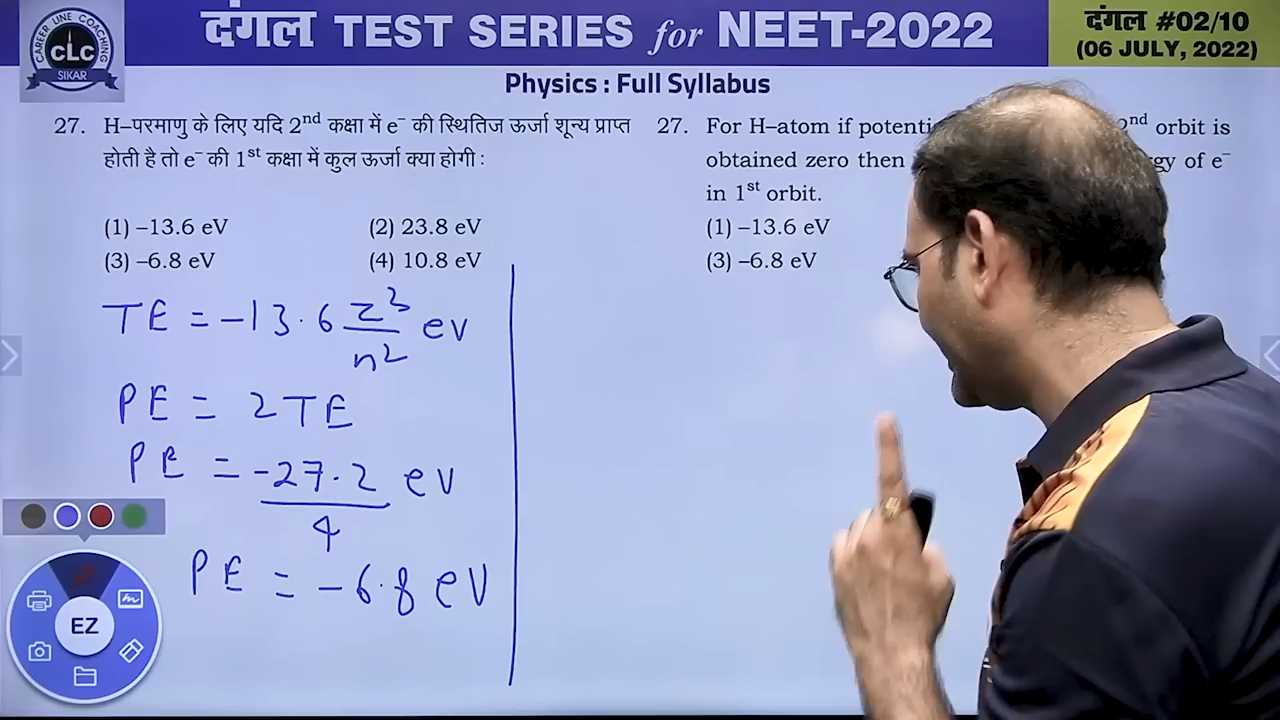 CAREER LINE COACHING
CLC
SIKAR
दंगल TEST SERIES for NEET-2022
दंगल #02/10
(06 JULY, 2022)
Physics : Full Syllabus
27. H–परमाणु के लिए यदि 2nd कक्षा में e– की स्थितिज ऊर्जा शून्य प्राप्त
होती है तो e– की 1st कक्षा में कुल ऊर्जा क्या होगी :
(1) –13.6 eV (2) 23.8 eV
(3) –6.8 eV (4) 10.8 eV
27. For H–atom if 2nd orbit is
obtained zero then of e–
in 1st orbit.
(1) –13.6 eV
(3) –6.8 eV
TE = -13.6 z²/n² ev
PE = 2TE
PE = -27.2/4 ev
PE = -6.8 eV
EZ